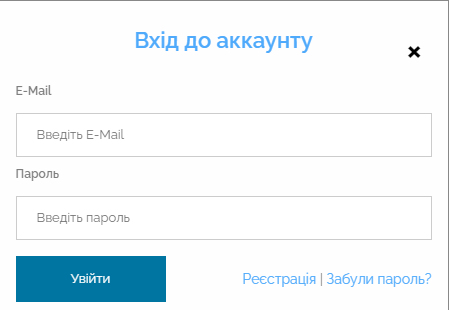 Вхід до аккаунту
E-Mail
Введіть E-Mail
Пароль
Введіть пароль
Увійти
Реєстрація | Забули пароль?